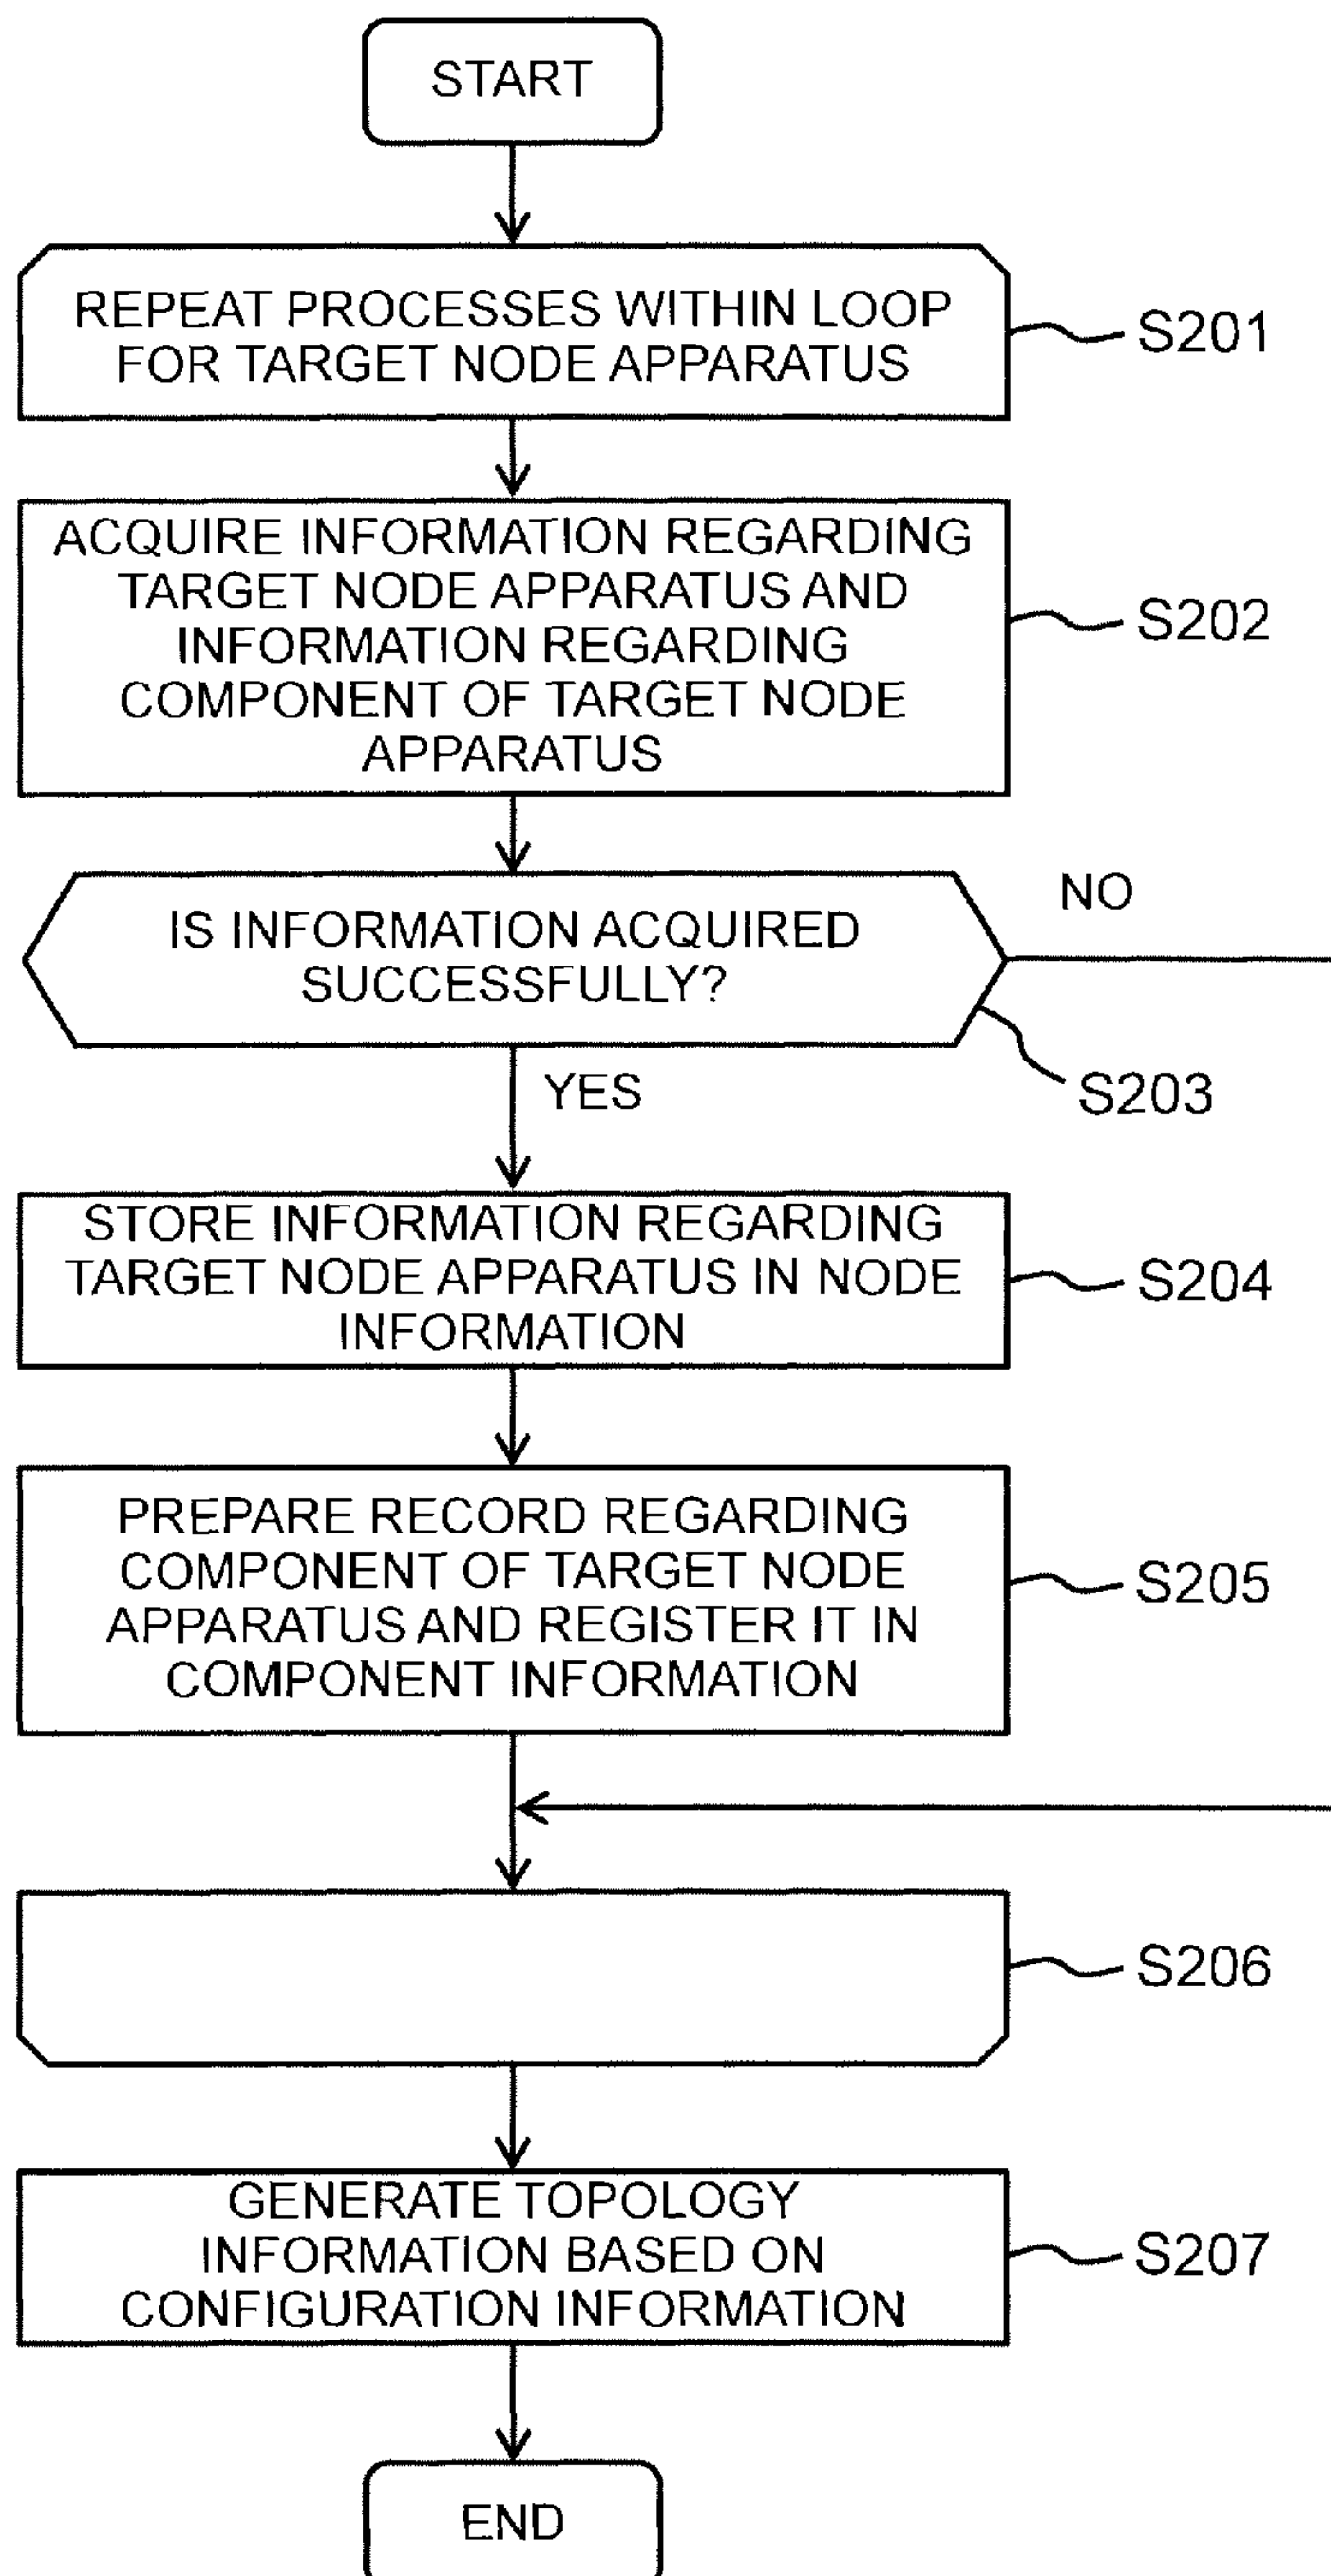 START
REPEAT PROCESSES WITHIN LOOP
FOR TARGET NODE APPARATUS
S201
ACQUIRE INFORMATION REGARDING
TARGET NODE APPARATUS AND
INFORMATION REGARDING
COMPONENT OF TARGET NODE
APPARATUS
S202
IS INFORMATION ACQUIRED
SUCCESSFULLY?
NO
S203
YES
STORE INFORMATION REGARDING
TARGET NODE APPARATUS IN NODE
INFORMATION
S204
PREPARE RECORD REGARDING
COMPONENT OF TARGET NODE
APPARATUS AND REGISTER IT IN
COMPONENT INFORMATION
S205
S206
GENERATE TOPOLOGY
INFORMATION BASED ON
CONFIGURATION INFORMATION
S207
END